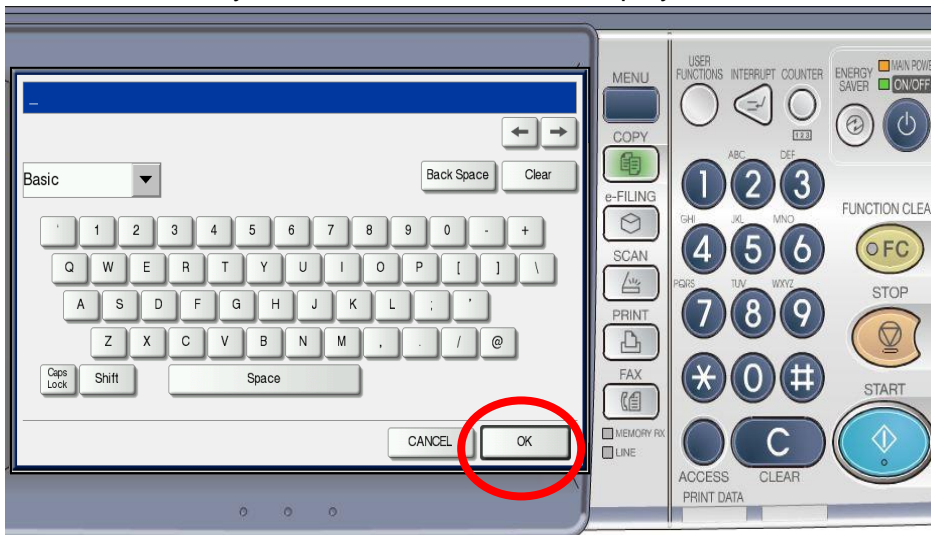 _
← →
Basic
Back Space Clear
' 1 2 3 4 5 6 7 8 9 0 - +
Q W E R T Y U I O P [ ] \
A S D F G H J K L ; '
Z X C V B N M , . / @
Caps Lock Shift Space
CANCEL OK
MENU
COPY
e-FILING
SCAN
PRINT
FAX
MEMORY RX
LINE
USER FUNCTIONS INTERRUPT COUNTER
123
ENERGY SAVER MAIN POWE
ON/OFF
ABC DEF
1 2 3
GHI JKL MNO
4 5 6
PQRS TUV WXYZ
7 8 9
* 0 #
C
ACCESS CLEAR
PRINT DATA
FUNCTION CLEA
FC
STOP
START